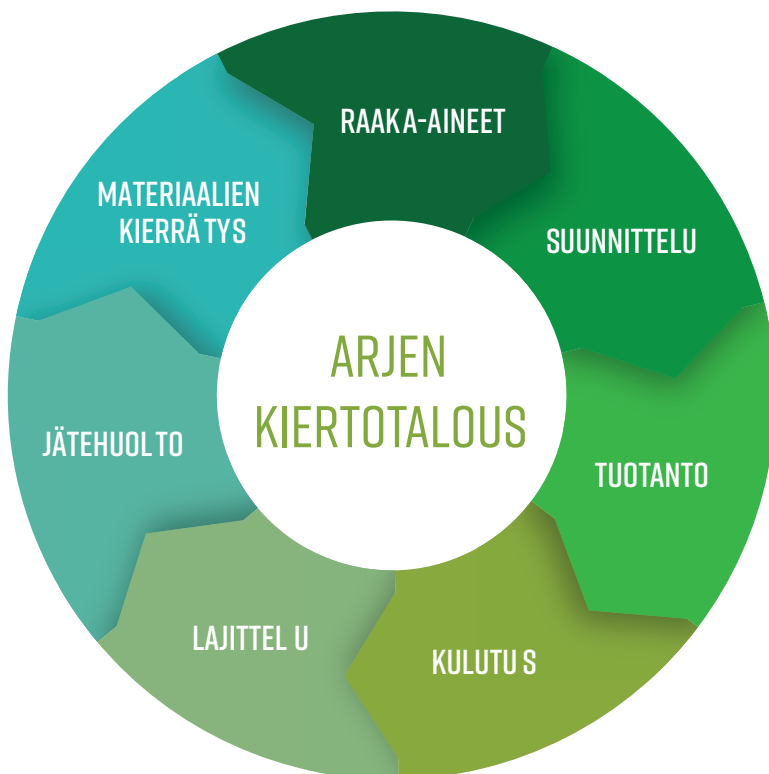 RAAKA-AINEET
SUUNNITTELU
TUOTANTO
KULUTUS
LAJITTELU
JÄTEHUOLTO
MATERIAALIEN
KIERRÄTYS
ARJEN
KIERTOTALOUS